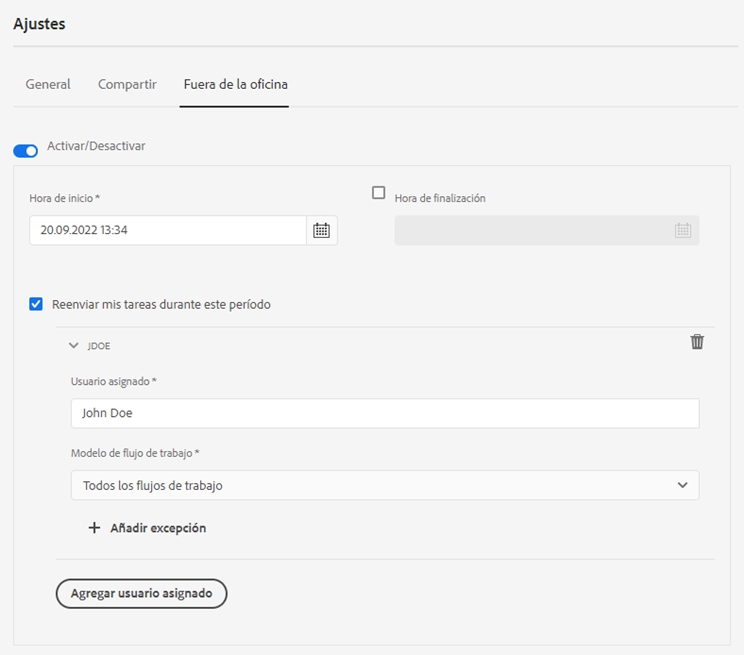 Ajustes
General
Compartir
Fuera de la oficina
Activar/Desactivar
Hora de inicio *
Hora de finalización
20.09.2022 13:34
Reenviar mis tareas durante este período
JDOE
Usuario asignado *
John Doe
Modelo de flujo de trabajo *
Todos los flujos de trabajo
Añadir excepción
Agregar usuario asignado